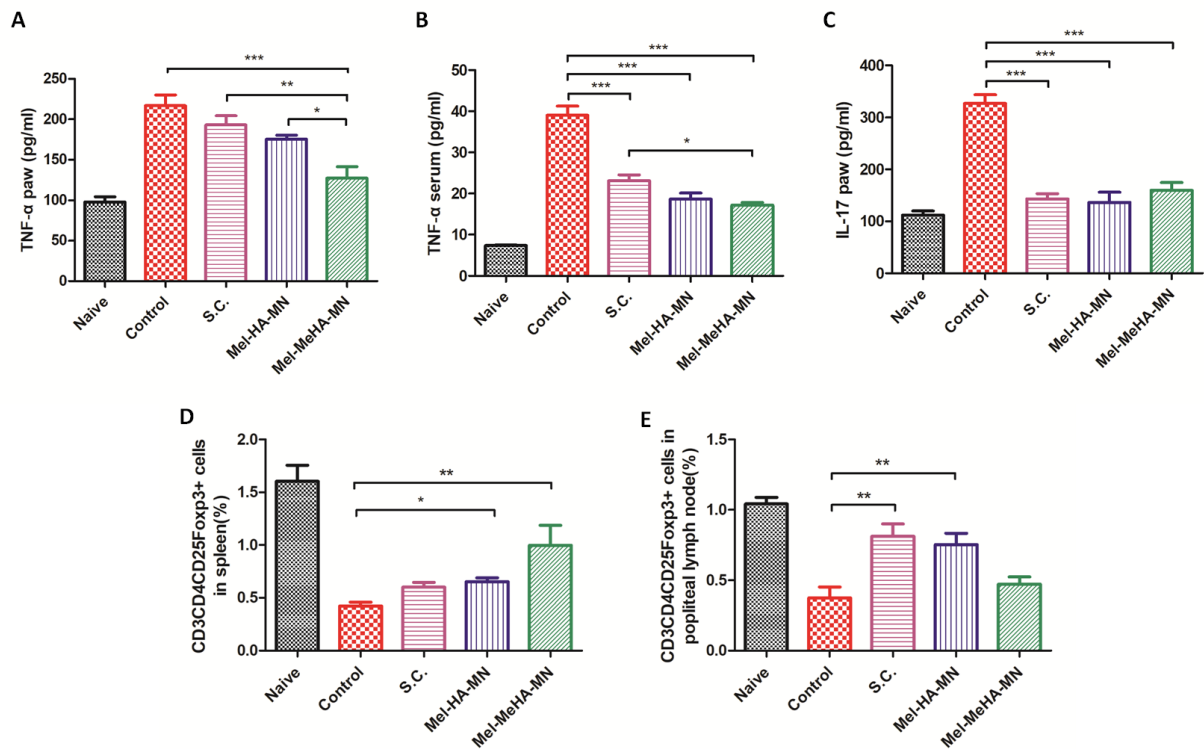 A
TNF-α paw (pg/ml)
250
200
150
100
50
0
***
**
*
Naive
Control
S.C.
Mel-HA-MN
Mel-MeHA-MN
B
TNF-α serum (pg/ml)
50
40
30
20
10
0
***
***
***
*
Naive
Control
S.C.
Mel-HA-MN
Mel-MeHA-MN
C
IL-17 paw (pg/ml)
400
300
200
100
0
***
***
***
Naive
Control
S.C.
Mel-HA-MN
Mel-MeHA-MN
D
CD3CD4CD25Foxp3+ cells
in spleen(%)
2.0
1.5
1.0
0.5
0.0
**
*
Naive
Control
S.C.
Mel-HA-MN
Mel-MeHA-MN
E
CD3CD4CD25Foxp3+ cells in
popliteal lymph node(%)
1.5
1.0
0.5
0.0
**
**
Naive
Control
S.C.
Mel-HA-MN
Mel-MeHA-MN